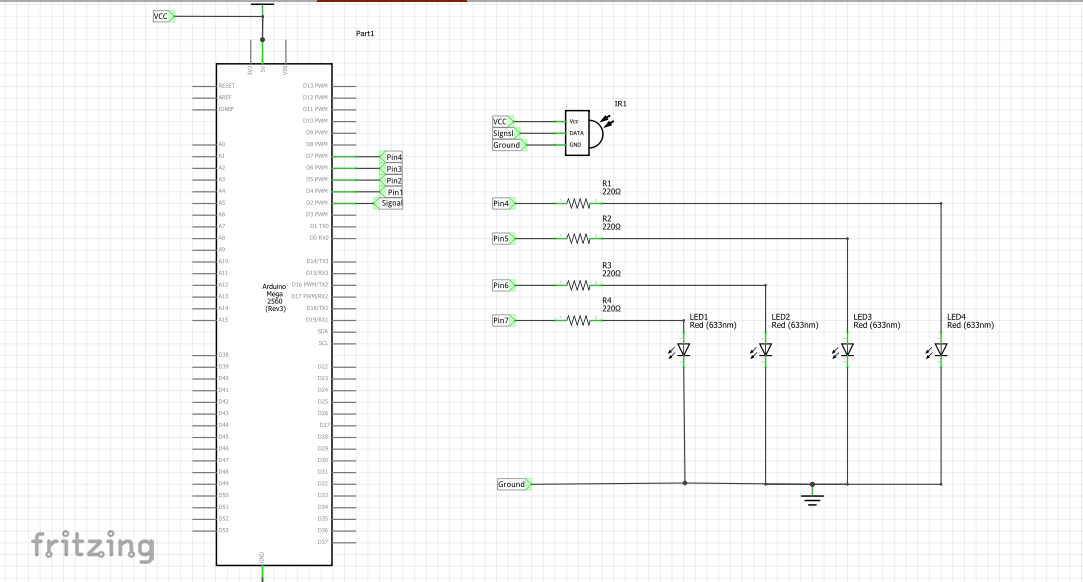 VCC
Part1
3V3
5V
VIN
RESET
AREF
IOREF
A0
A1
A2
A3
A4
A5
A6
A7
A8
A9
A10
A11
A12
A13
A14
A15
D38
D39
D40
D41
D42
D43
D44
D45
D46
D47
D48
D49
D50
D51
D52
D53
Arduino
Mega
2560
(Rev3)
D13 PWM
D12 PWM
D11 PWM
D10 PWM
D9 PWM
D8 PWM
D7 PWM
D6 PWM
D5 PWM
D4 PWM
D2 PWM
D3 PWM
D1 TX0
D0 RX0
D14/TX3
D15/RX3
D16 PWM/TX2
D17 PWM/RX2
D18/TX1
D19/RX1
SDA
SCL
D22
D23
D24
D25
D26
D27
D28
D29
D30
D31
D32
D33
D34
D35
D36
D37
GND
Pin4
Pin3
Pin2
Pin1
Signal
IR1
VCC
Signsl
Ground
Vcc
DATA
GND
Pin4
R1
220Ω
Pin5
R2
220Ω
Pin6
R3
220Ω
Pin7
R4
220Ω
LED1
Red (633nm)
LED2
Red (633nm)
LED3
Red (633nm)
LED4
Red (633nm)
Ground
fritzing